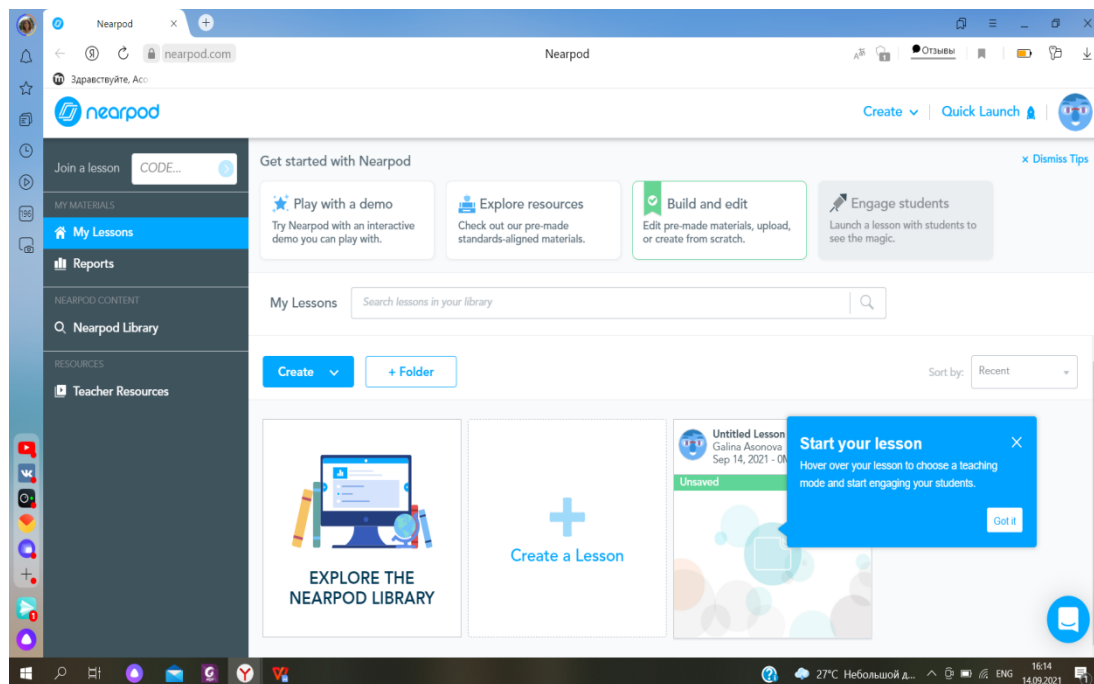 Nearpod
nearpod.com
Nearpod
Отзывы
Здравствуйте, Асо
nearpod
Create
Quick Launch
Join a lesson
CODE...
Get started with Nearpod
× Dismiss Tips
Play with a demo
Try Nearpod with an interactive
demo you can play with.
Explore resources
Check out our pre-made
standards-aligned materials.
Build and edit
Edit pre-made materials, upload,
or create from scratch.
Engage students
Launch a lesson with students to
see the magic.
MY MATERIALS
My Lessons
Reports
NEARPOD CONTENT
Nearpod Library
RESOURCES
Teacher Resources
My Lessons
Search lessons in your library
Create
+ Folder
Sort by:
Recent
EXPLORE THE
NEARPOD LIBRARY
Create a Lesson
Untitled Lesson
Galina Asonova
Sep 14, 2021 - 0M
Unsaved
Start your lesson
Hover over your lesson to choose a teaching
mode and start engaging your students.
Got it
27°C Небольшой д...
ENG
16:14
14.09.2021